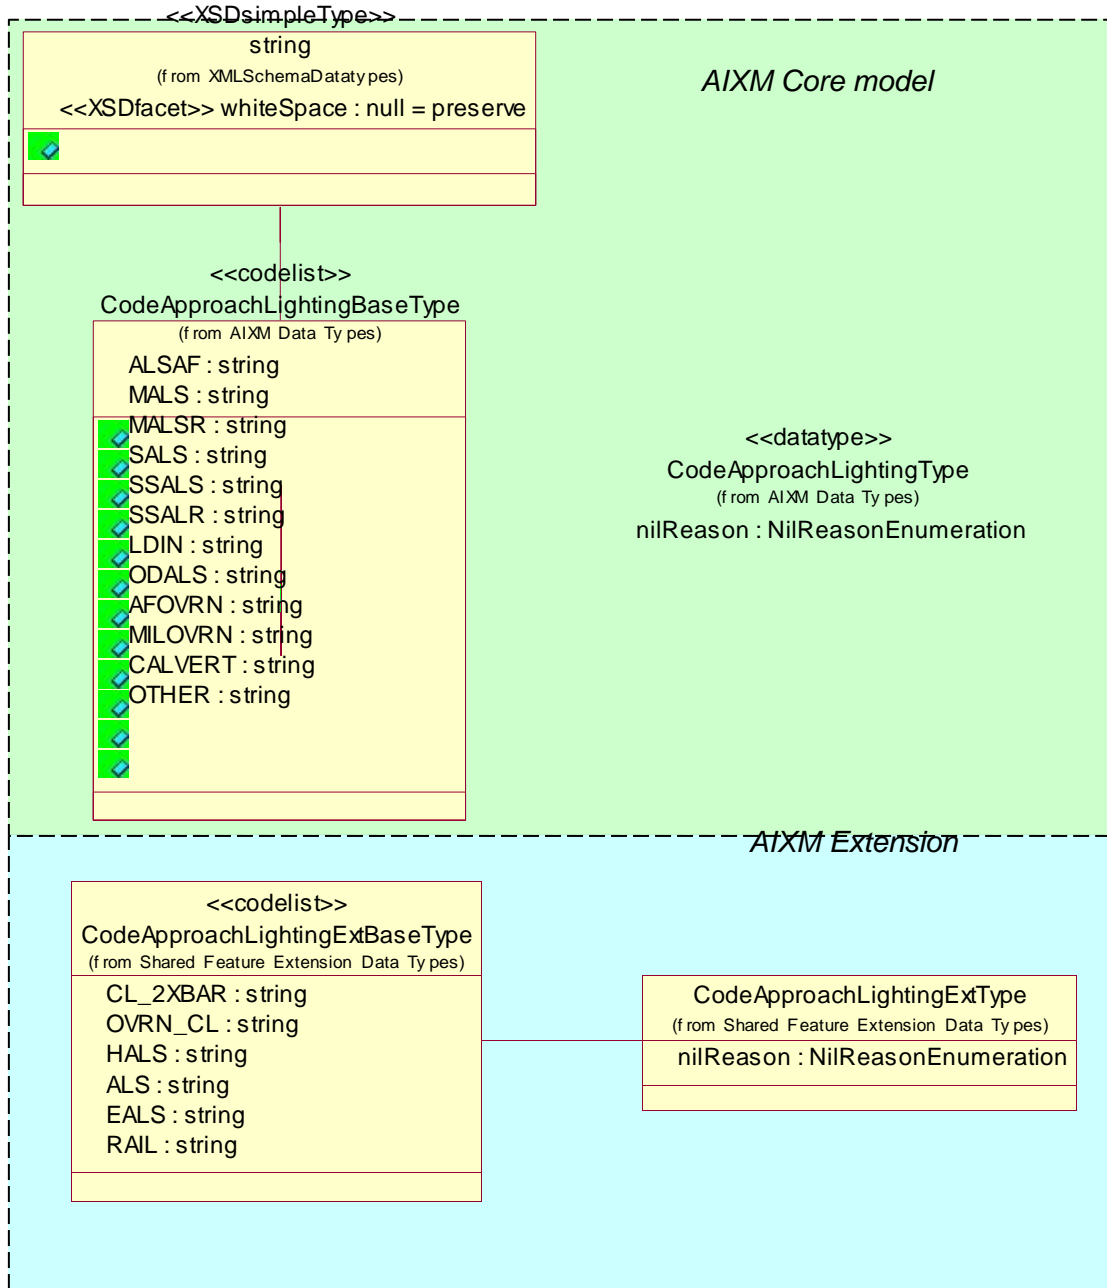 <<XSDsimpleType>>
string
(from XMLSchemaDatatypes)
<<XSDfacet>> whiteSpace : null = preserve
AIXM Core model
<<codelist>>
CodeApproachLightingBaseType
(from AIXM Data Types)
ALSAF : string
MALS : string
MALSR : string
SALS : string
SSALS : string
SSALR : string
LDIN : string
ODALS : string
AFOVRN : string
MILOVRN : string
CALVERT : string
OTHER : string
<<datatype>>
CodeApproachLightingType
(from AIXM Data Types)
nilReason : NilReasonEnumeration
AIXM Extension
<<codelist>>
CodeApproachLightingExtBaseType
(from Shared Feature Extension Data Types)
CL_2XBAR : string
OVRN_CL : string
HALS : string
ALS : string
EALS : string
RAIL : string
CodeApproachLightingExtType
(from Shared Feature Extension Data Types)
nilReason : NilReasonEnumeration